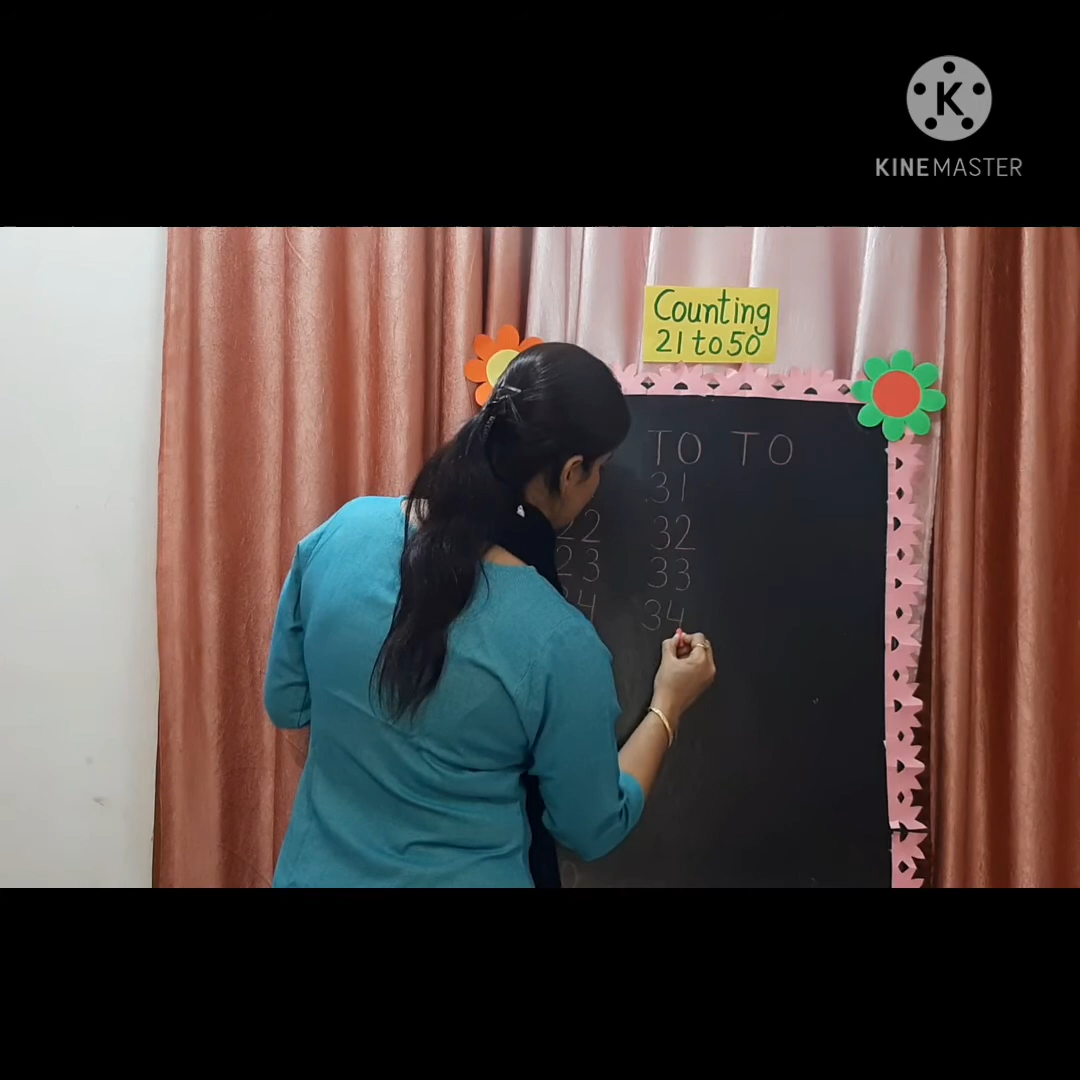 KINEMASTER
Counting
21 to 50
TO TO
31
22 32
23 33
34